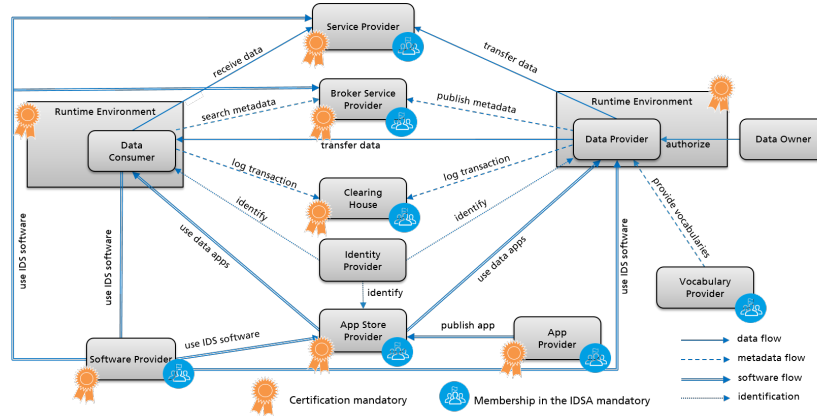 Service Provider
receive data
transfer data
Runtime Environment
Broker Service
Provider
search metadata
publish metadata
Runtime Environment
Data
Consumer
transfer data
Data Provider
authorize
Data Owner
log transaction
log transaction
Clearing
House
identify
identify
provide vocabularies
use IDS software
use IDS software
use data apps
Identity
Provider
use data apps
use IDS software
identify
Vocabulary
Provider
App Store
Provider
publish app
App
Provider
use IDS software
Software Provider
data flow
metadata flow
software flow
identification
Certification mandatory
Membership in the IDSA mandatory